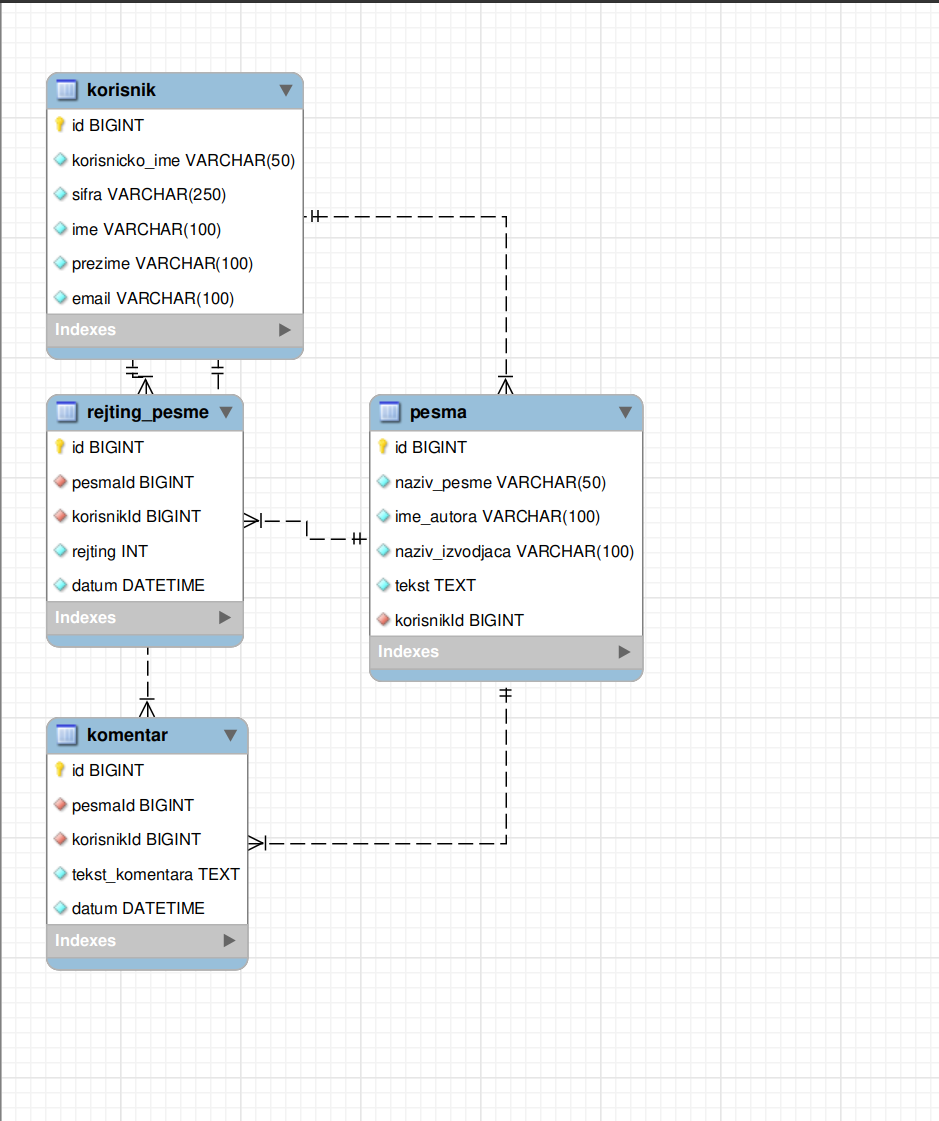 korisnik
id BIGINT
korisnicko_ime VARCHAR(50)
sifra VARCHAR(250)
ime VARCHAR(100)
prezime VARCHAR(100)
email VARCHAR(100)
Indexes
rejting_pesme
id BIGINT
pesmaId BIGINT
korisnikId BIGINT
rejting INT
datum DATETIME
Indexes
pesma
id BIGINT
naziv_pesme VARCHAR(50)
ime_autora VARCHAR(100)
naziv_izvodjaca VARCHAR(100)
tekst TEXT
korisnikId BIGINT
Indexes
komentar
id BIGINT
pesmaId BIGINT
korisnikId BIGINT
tekst_komentara TEXT
datum DATETIME
Indexes